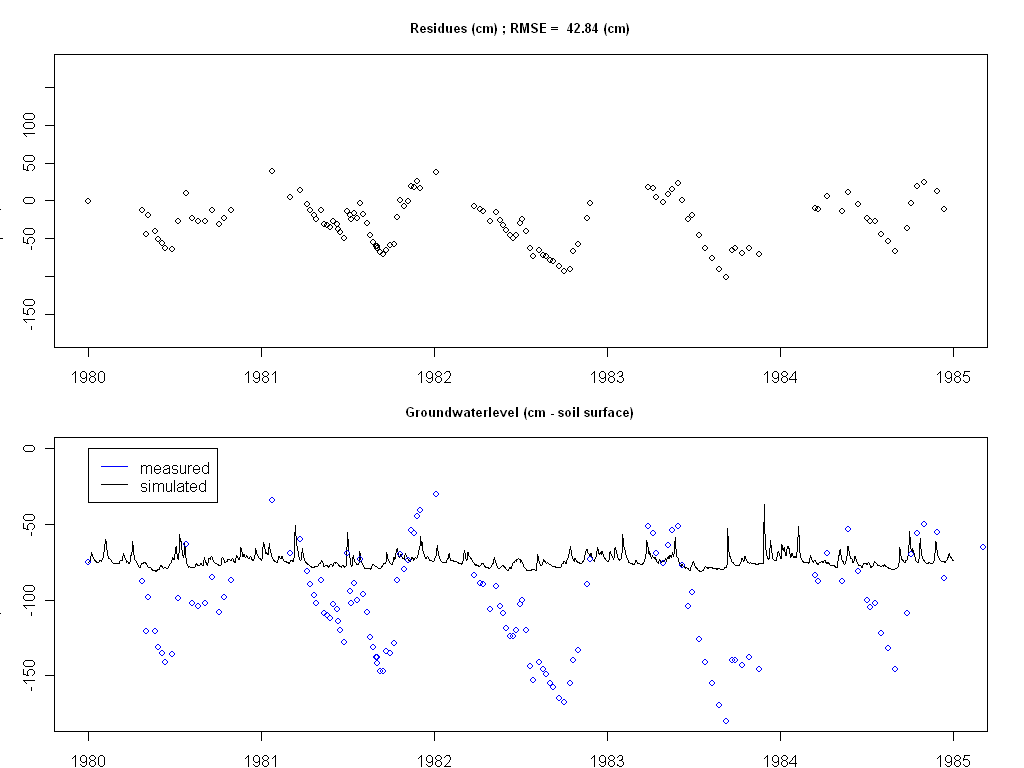 Residues (cm) ; RMSE =  42.84 (cm)
100
50
0
-50
-150
1980 1981 1982 1983 1984 1985
Groundwaterlevel (cm - soil surface)
0
-50
-100
-150
measured
simulated
1980 1981 1982 1983 1984 1985